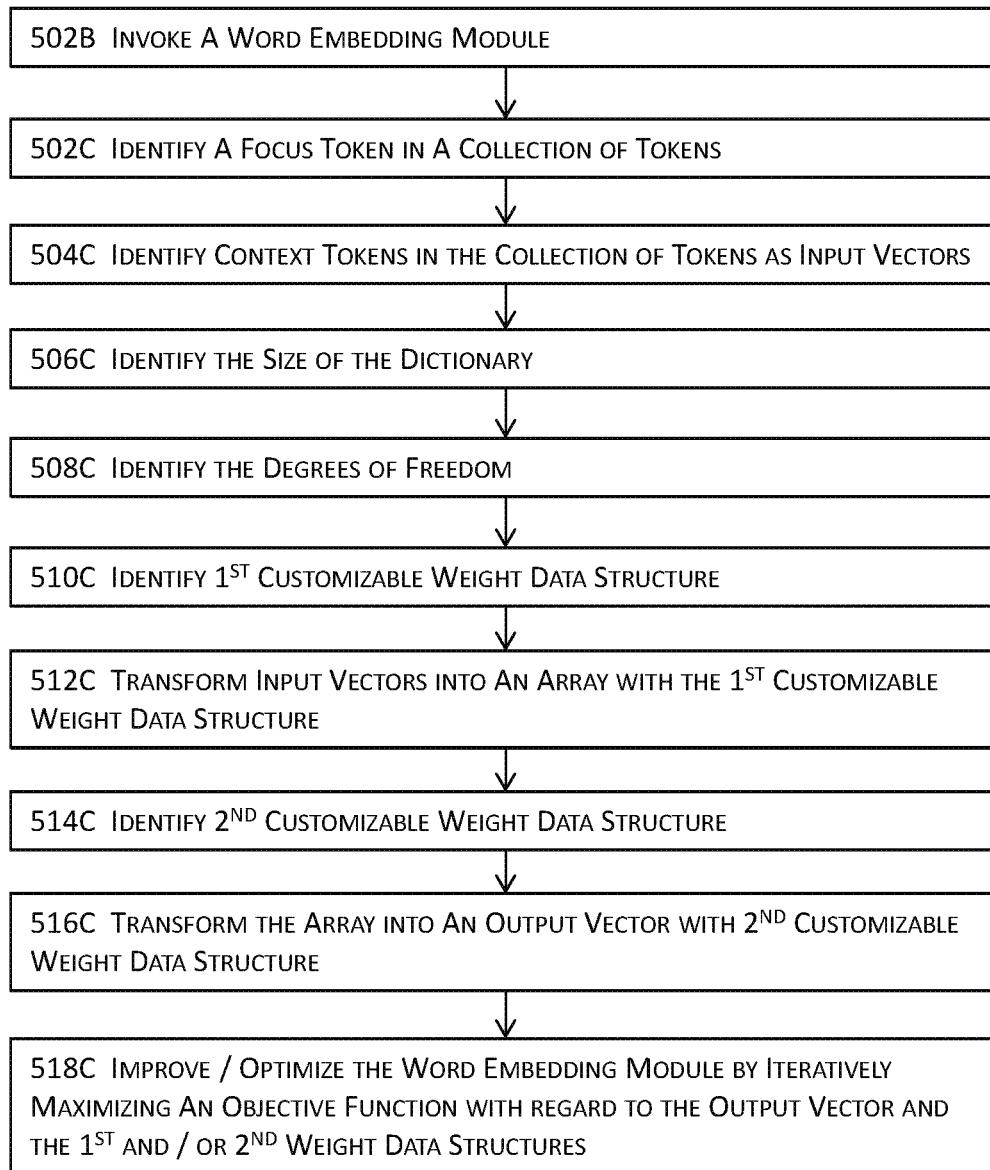 502B INVOKE A WORD EMBEDDING MODULE
502C IDENTIFY A FOCUS TOKEN IN A COLLECTION OF TOKENS
504C IDENTIFY CONTEXT TOKENS IN THE COLLECTION OF TOKENS AS INPUT VECTORS
506C IDENTIFY THE SIZE OF THE DICTIONARY
508C IDENTIFY THE DEGREES OF FREEDOM
510C IDENTIFY 1ST CUSTOMIZABLE WEIGHT DATA STRUCTURE
512C TRANSFORM INPUT VECTORS INTO AN ARRAY WITH THE 1ST CUSTOMIZABLE
WEIGHT DATA STRUCTURE
514C IDENTIFY 2ND CUSTOMIZABLE WEIGHT DATA STRUCTURE
516C TRANSFORM THE ARRAY INTO AN OUTPUT VECTOR WITH 2ND CUSTOMIZABLE
WEIGHT DATA STRUCTURE
518C IMPROVE / OPTIMIZE THE WORD EMBEDDING MODULE BY ITERATIVELY
MAXIMIZING AN OBJECTIVE FUNCTION WITH REGARD TO THE OUTPUT VECTOR AND
THE 1ST AND / OR 2ND WEIGHT DATA STRUCTURES